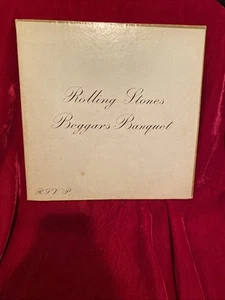 Rolling Stones
Beggars Banquet
R.S.V.P.